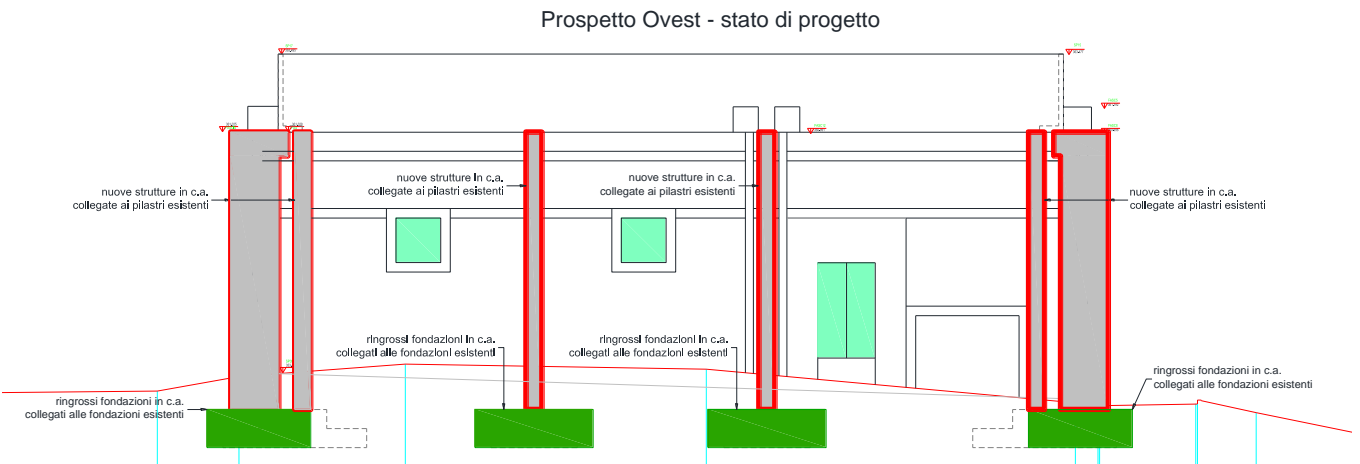 Prospetto Ovest - stato di progetto
nuove strutture in c.a.
collegate ai pilastri esistenti
nuove strutture in c.a.
collegate ai pilastri esistenti
nuove strutture in c.a.
collegate ai pilastri esistenti
nuove strutture in c.a.
collegate ai pilastri esistenti
ringrossi fondazioni in c.a.
collegati alle fondazioni esistenti
ringrossi fondazioni in c.a.
collegati alle fondazioni esistenti
ringrossi fondazioni in c.a.
collegati alle fondazioni esistenti
ringrossi fondazioni in c.a.
collegati alle fondazioni esistenti